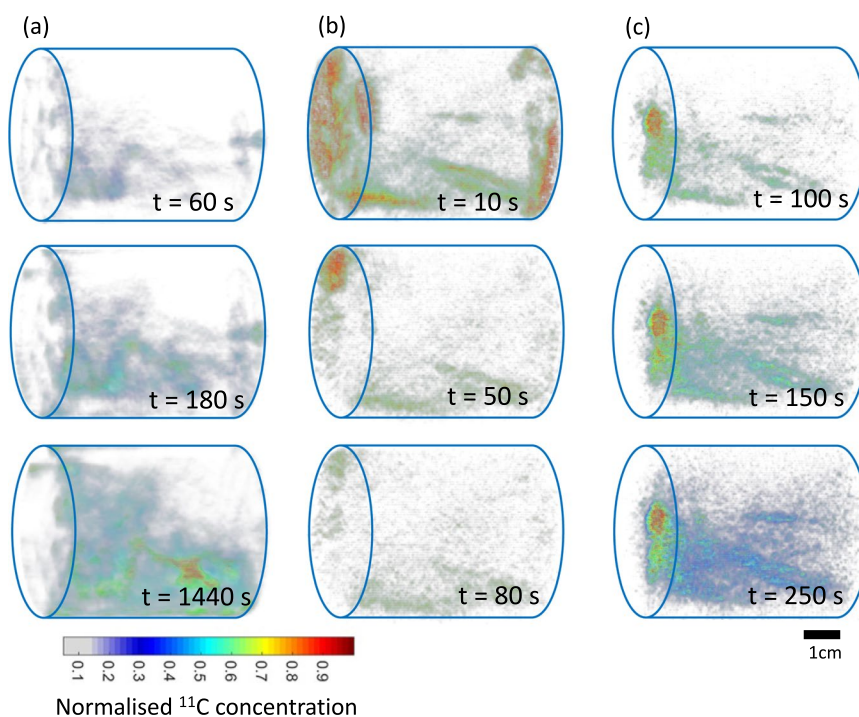 (a)
(b)
(c)
t = 60 s
t = 10 s
t = 100 s
t = 180 s
t = 50 s
t = 150 s
t = 1440 s
t = 80 s
t = 250 s
1cm
0.1 0.2 0.3 0.4 0.5 0.6 0.7 0.8 0.9
Normalised ¹¹C concentration